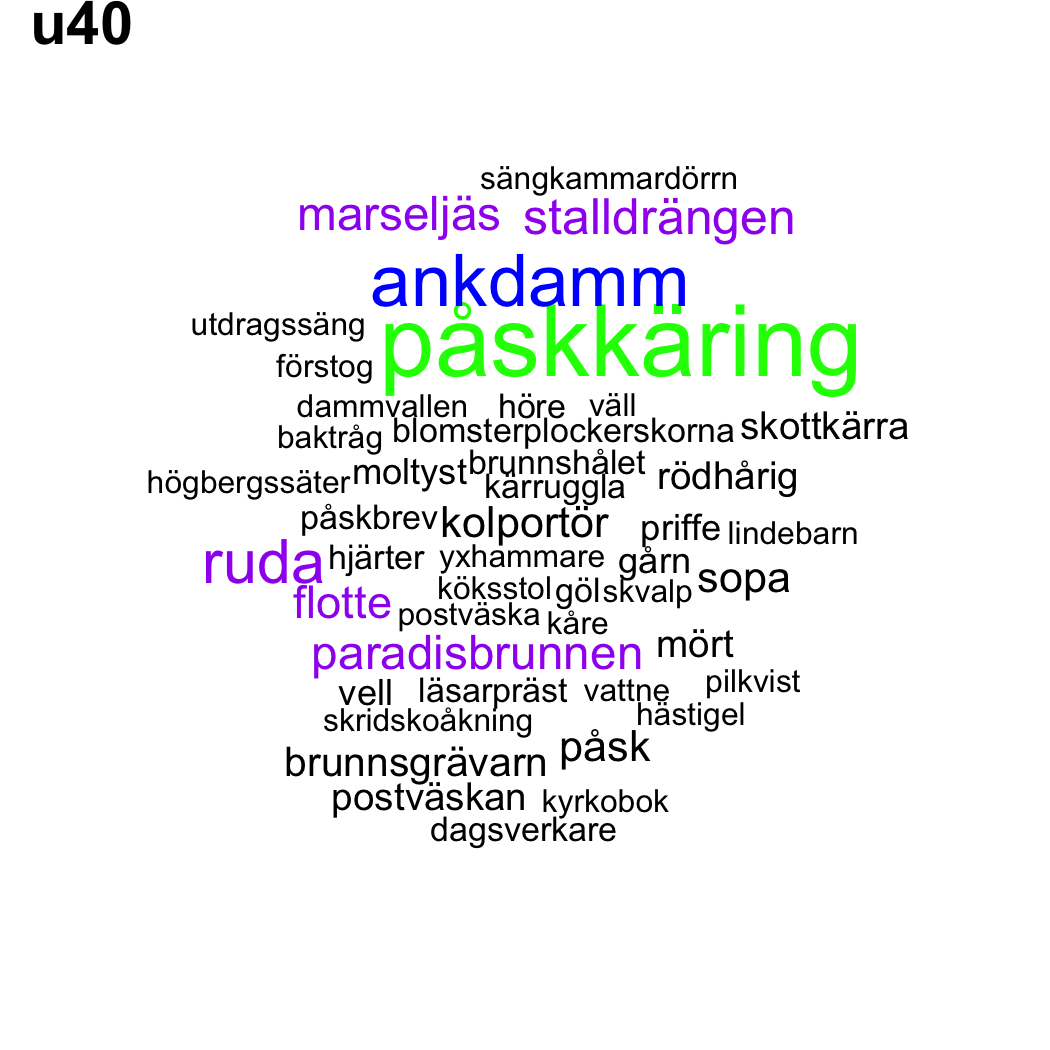 u40
sängkammardörrn
marseljäs stalldrängen
ankdamm
utdragssäng påskkäring
förstog
dammvallen höre väll
baktråg blomsterplockerskorna skottkärra
högbergssäter moltyst brunnshålet rödhårig
kärruggla
påskbrev kolportör priffe lindebarn
ruda hjärter yxhammare gårn
flotte köksstol göl skvalp sopa
postväska kåre
paradisbrunnen mört
vell läsarpräst vattne pilkvist
skridskoåkning hästigel
brunnsgrävarn påsk
postväskan kyrkobok
dagsverkare